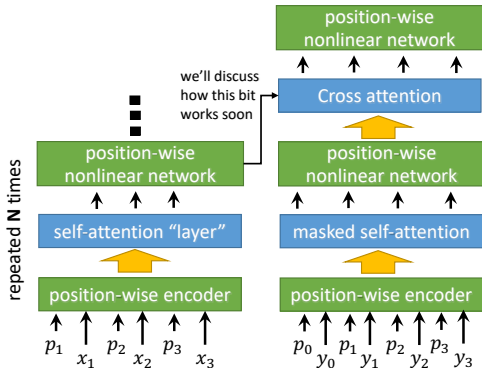 position-wise
nonlinear network
we'll discuss
how this bit
works soon
Cross attention
position-wise
nonlinear network
position-wise
nonlinear network
repeated N times
self-attention "layer"
masked self-attention
position-wise encoder
position-wise encoder
p₁ x₁ p₂ x₂ p₃ x₃
p₀ y₀ p₁ y₁ p₂ y₂ p₃ y₃